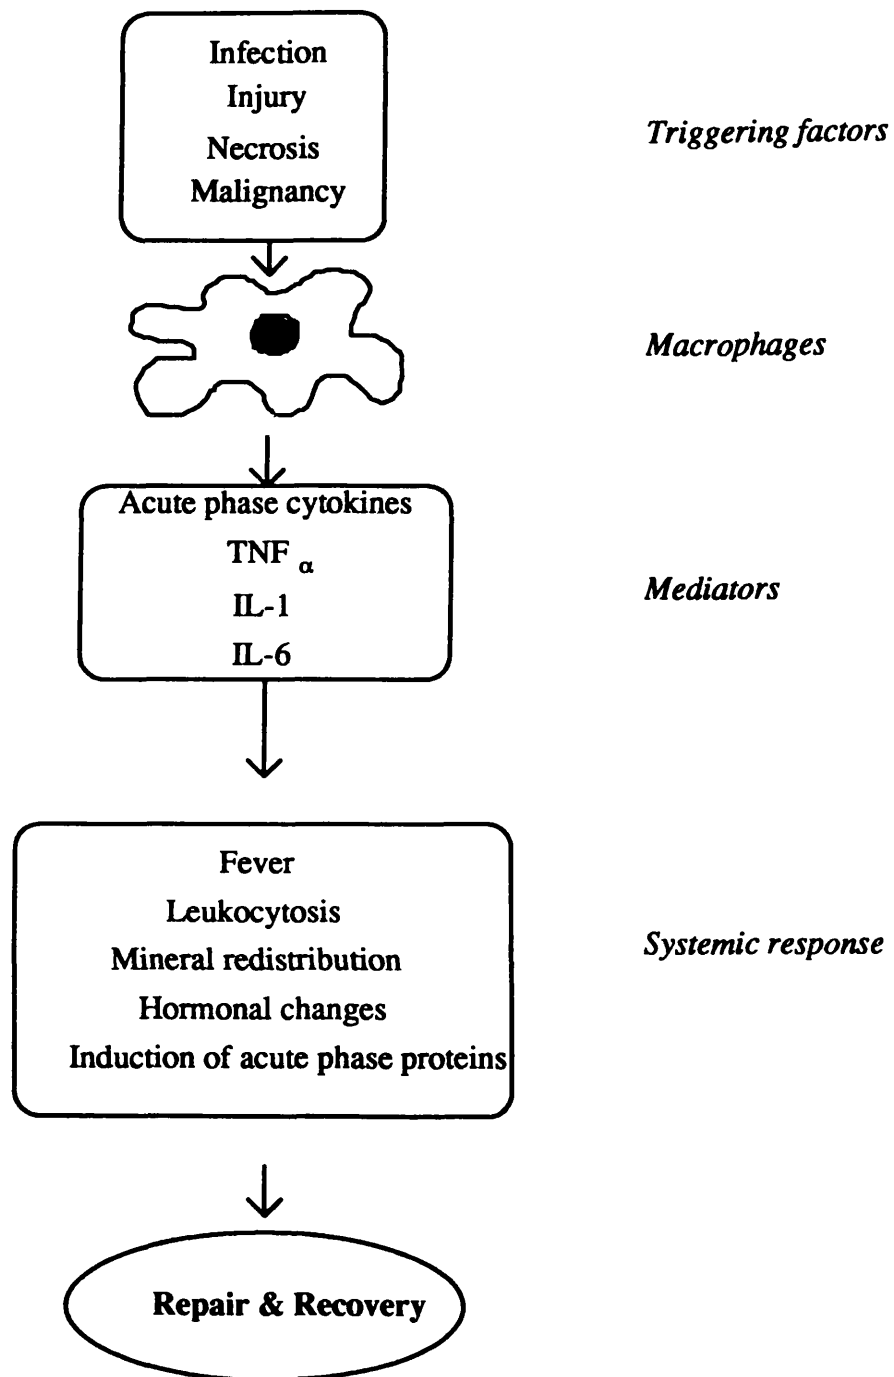 Infection
Injury
Necrosis
Malignancy
Triggering factors
Macrophages
Acute phase cytokines
TNF α
IL-1
IL-6
Mediators
Fever
Leukocytosis
Mineral redistribution
Hormonal changes
Induction of acute phase proteins
Systemic response
Repair & Recovery